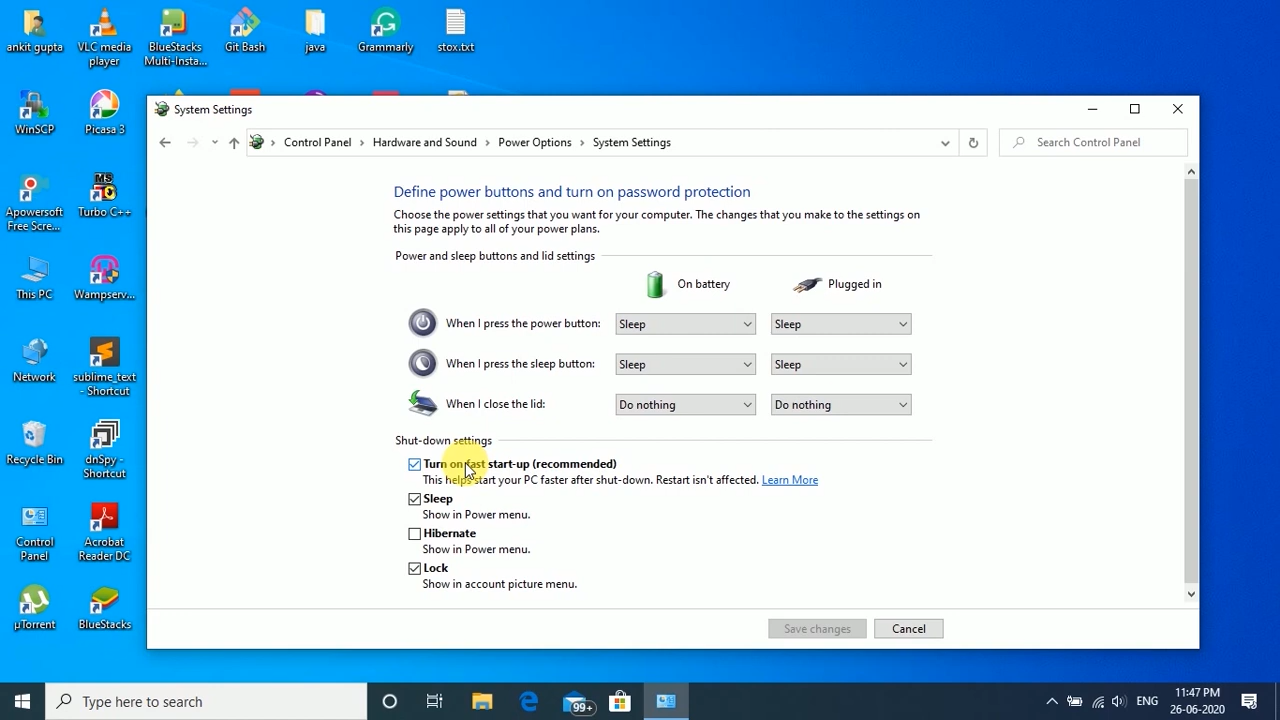 ankit gupta
VLC media
player
BlueStacks
Multi-Insta...
Git Bash
java
Grammarly
stox.txt
WinSCP
Picasa 3
Apowersoft
Free Scre...
MS
Turbo C++
This PC
Wampserv...
Network
sublime_text
- Shortcut
Recycle Bin
dnSpy -
Shortcut
Control
Panel
Acrobat
Reader DC
µTorrent
BlueStacks
System Settings
Control Panel > Hardware and Sound > Power Options > System Settings
Search Control Panel
Define power buttons and turn on password protection
Choose the power settings that you want for your computer. The changes that you make to the settings on
this page apply to all of your power plans.
Power and sleep buttons and lid settings
On battery Plugged in
When I press the power button: Sleep Sleep
When I press the sleep button: Sleep Sleep
When I close the lid: Do nothing Do nothing
Shut-down settings
Turn on fast start-up (recommended)
This helps start your PC faster after shut-down. Restart isn't affected. Learn More
Sleep
Show in Power menu.
Hibernate
Show in Power menu.
Lock
Show in account picture menu.
Save changes Cancel
Type here to search
99+
ENG
11:47 PM
26-06-2020